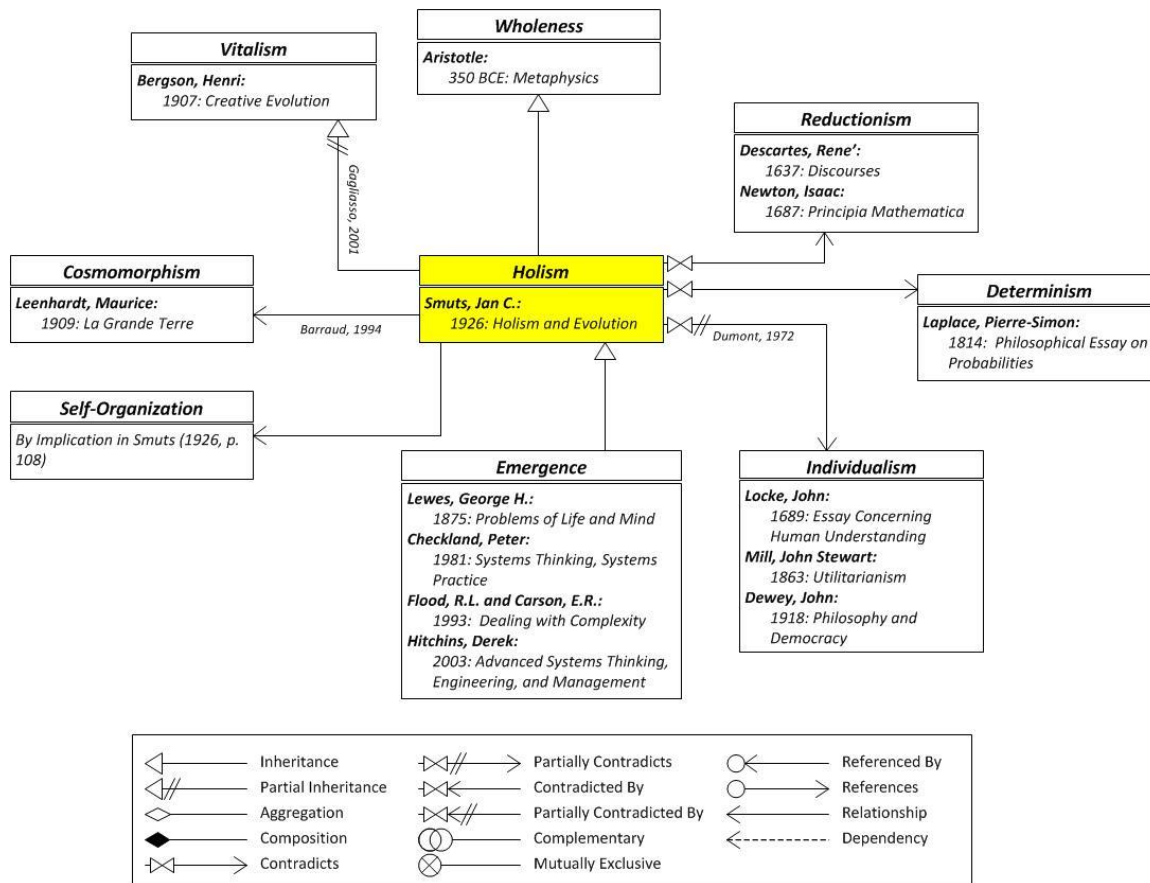 Wholeness
Aristotle:
350 BCE: Metaphysics
Vitalism
Bergson, Henri:
1907: Creative Evolution
Gagliasso, 2001
Reductionism
Descartes, Rene’:
1637: Discourses
Newton, Isaac:
1687: Principia Mathematica
Cosmomorphism
Leenhardt, Maurice:
1909: La Grande Terre
Barraud, 1994
Holism
Smuts, Jan C.:
1926: Holism and Evolution
Dumont, 1972
Determinism
Laplace, Pierre-Simon:
1814: Philosophical Essay on
Probabilities
Self-Organization
By Implication in Smuts (1926, p.
108)
Emergence
Lewes, George H.:
1875: Problems of Life and Mind
Checkland, Peter:
1981: Systems Thinking, Systems
Practice
Flood, R.L. and Carson, E.R.:
1993: Dealing with Complexity
Hitchins, Derek:
2003: Advanced Systems Thinking,
Engineering, and Management
Individualism
Locke, John:
1689: Essay Concerning
Human Understanding
Mill, John Stewart:
1863: Utilitarianism
Dewey, John:
1918: Philosophy and
Democracy
Inheritance
Partial Inheritance
Aggregation
Composition
Contradicts
Partially Contradicts
Contradicted By
Partially Contradicted By
Complementary
Mutually Exclusive
Referenced By
References
Relationship
Dependency